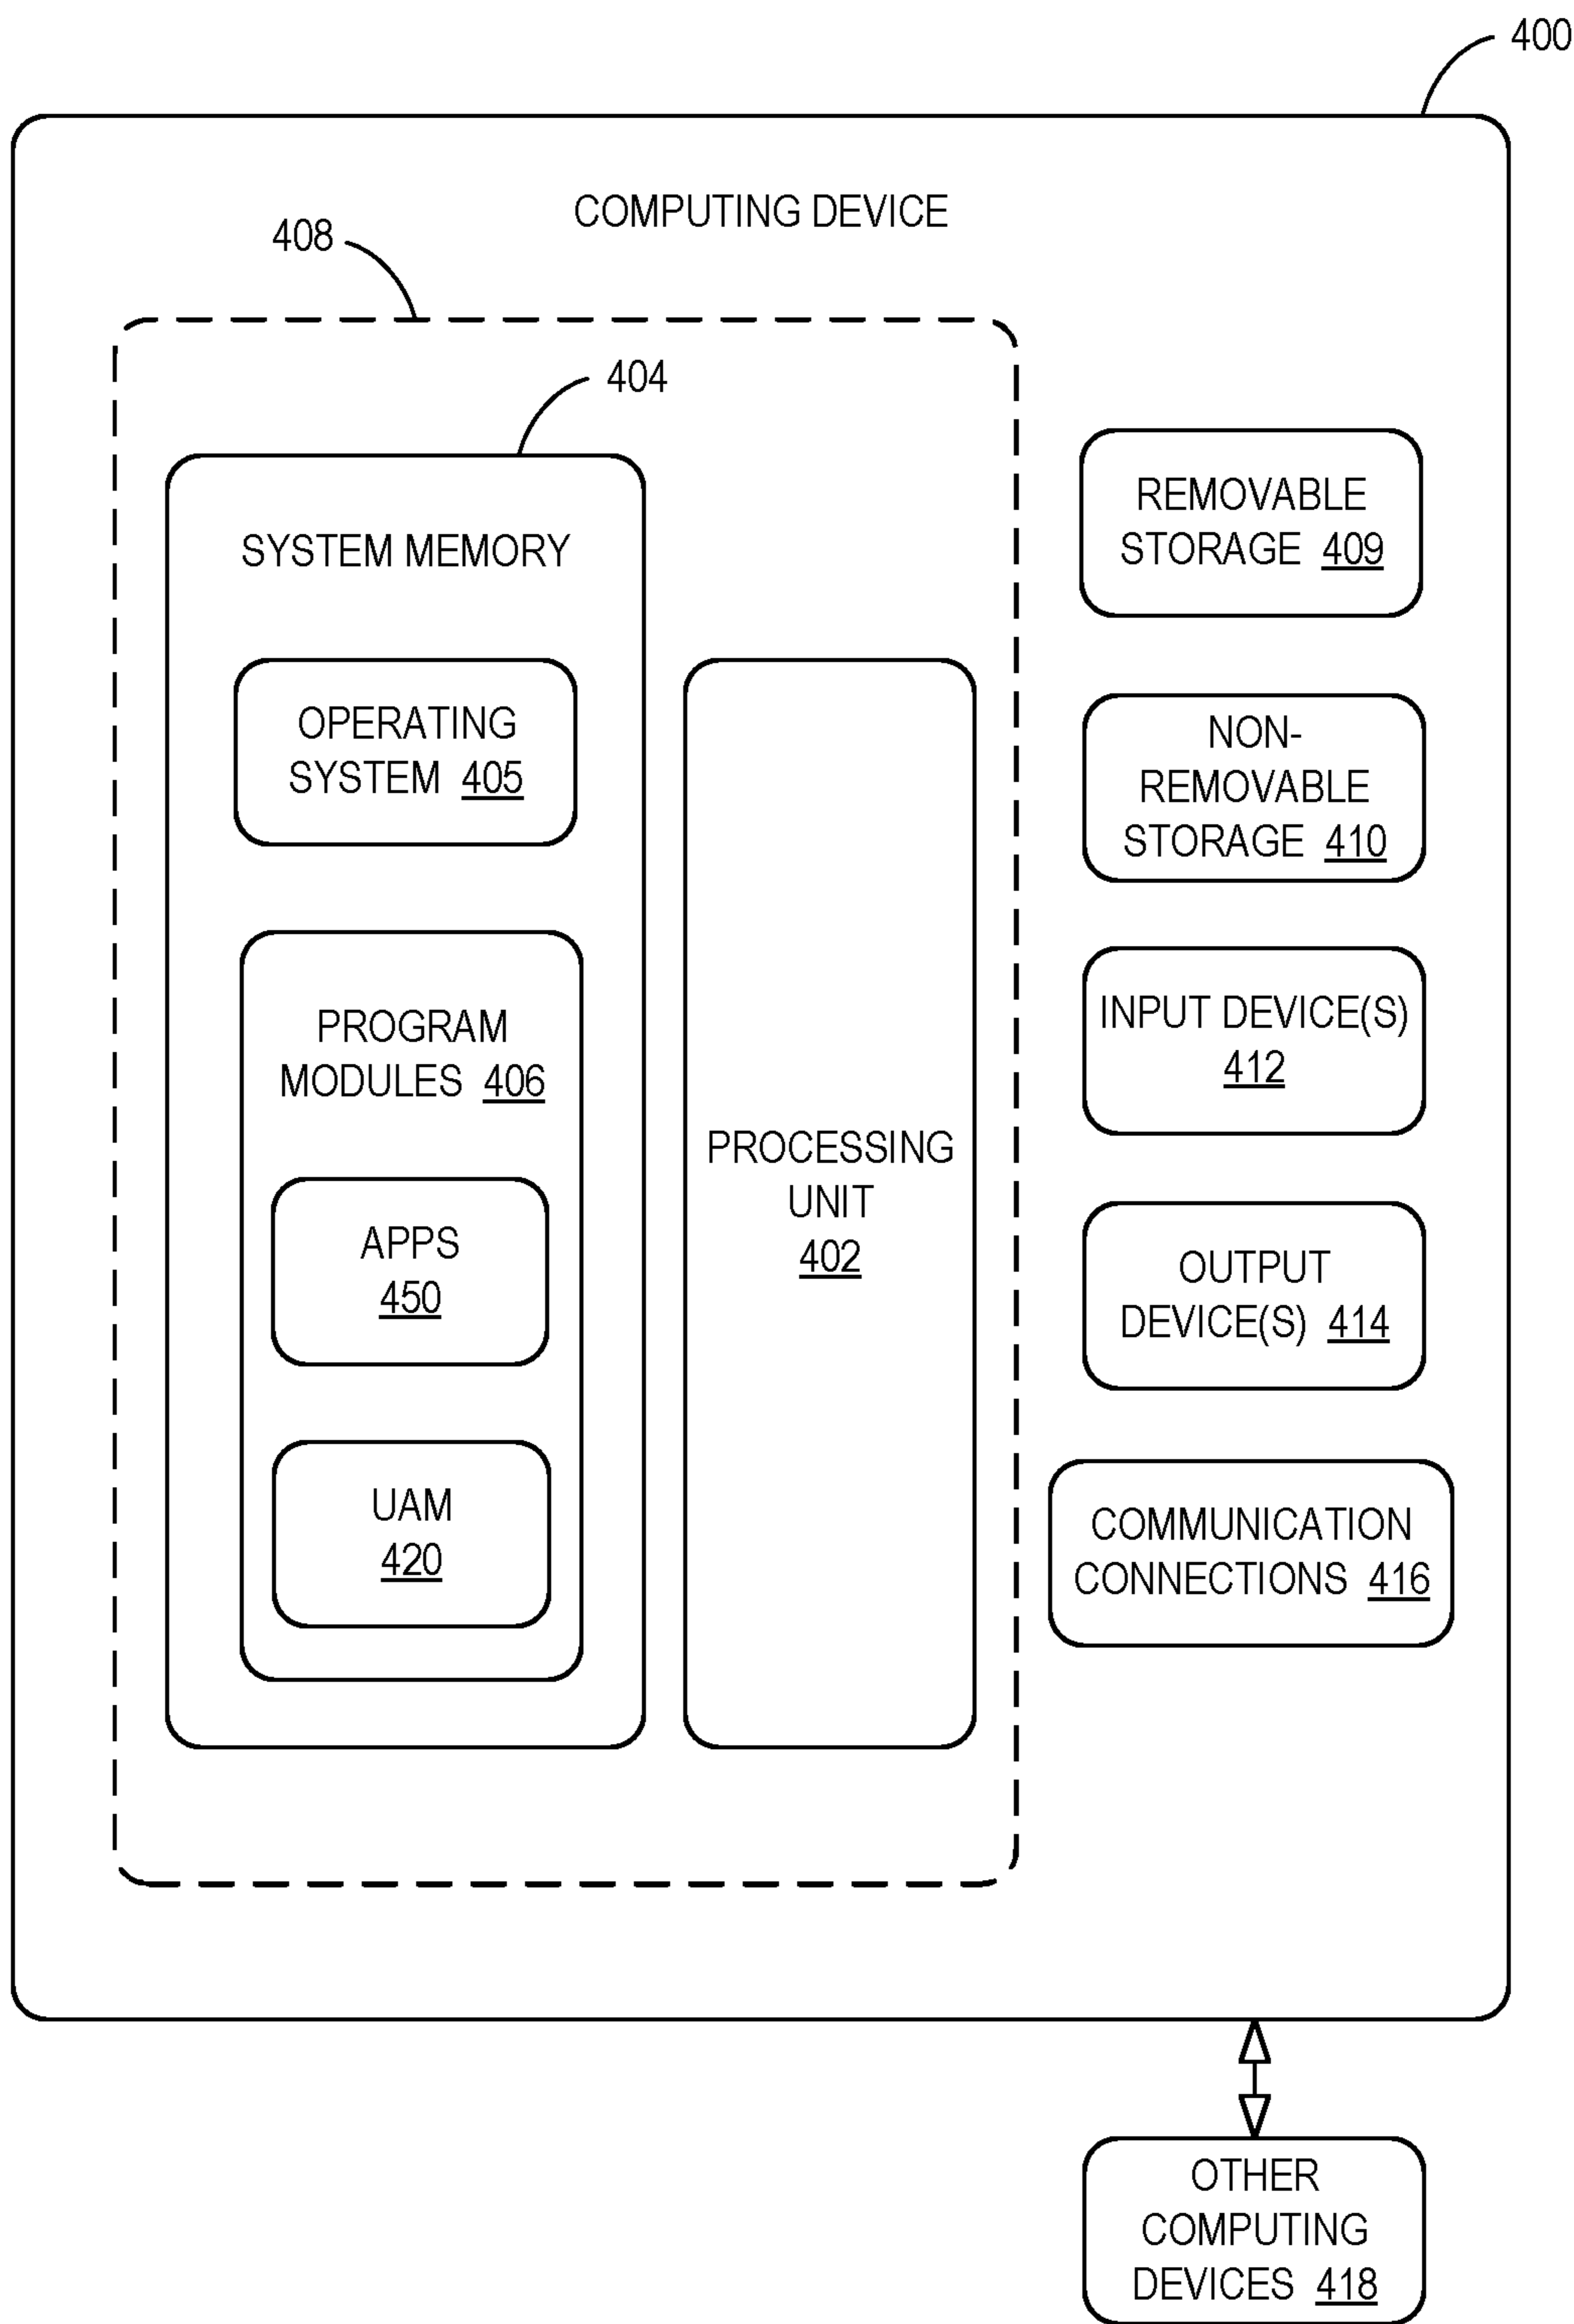 400
COMPUTING DEVICE
408
404
SYSTEM MEMORY
OPERATING
SYSTEM 405
PROGRAM
MODULES 406
APPS
450
UAM
420
PROCESSING
UNIT
402
REMOVABLE
STORAGE 409
NON-
REMOVABLE
STORAGE 410
INPUT DEVICE(S)
412
OUTPUT
DEVICE(S) 414
COMMUNICATION
CONNECTIONS 416
OTHER
COMPUTING
DEVICES 418